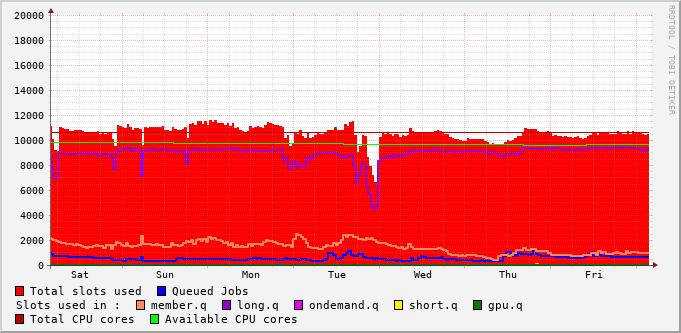 RRDTOOL / TOBI OETIKER
20000
18000
16000
14000
12000
10000
8000
6000
4000
2000
0
Sat Sun Mon Tue Wed Thu Fri
Total slots used Queued Jobs
Slots used in : member.q long.q ondemand.q short.q gpu.q
Total CPU cores Available CPU cores